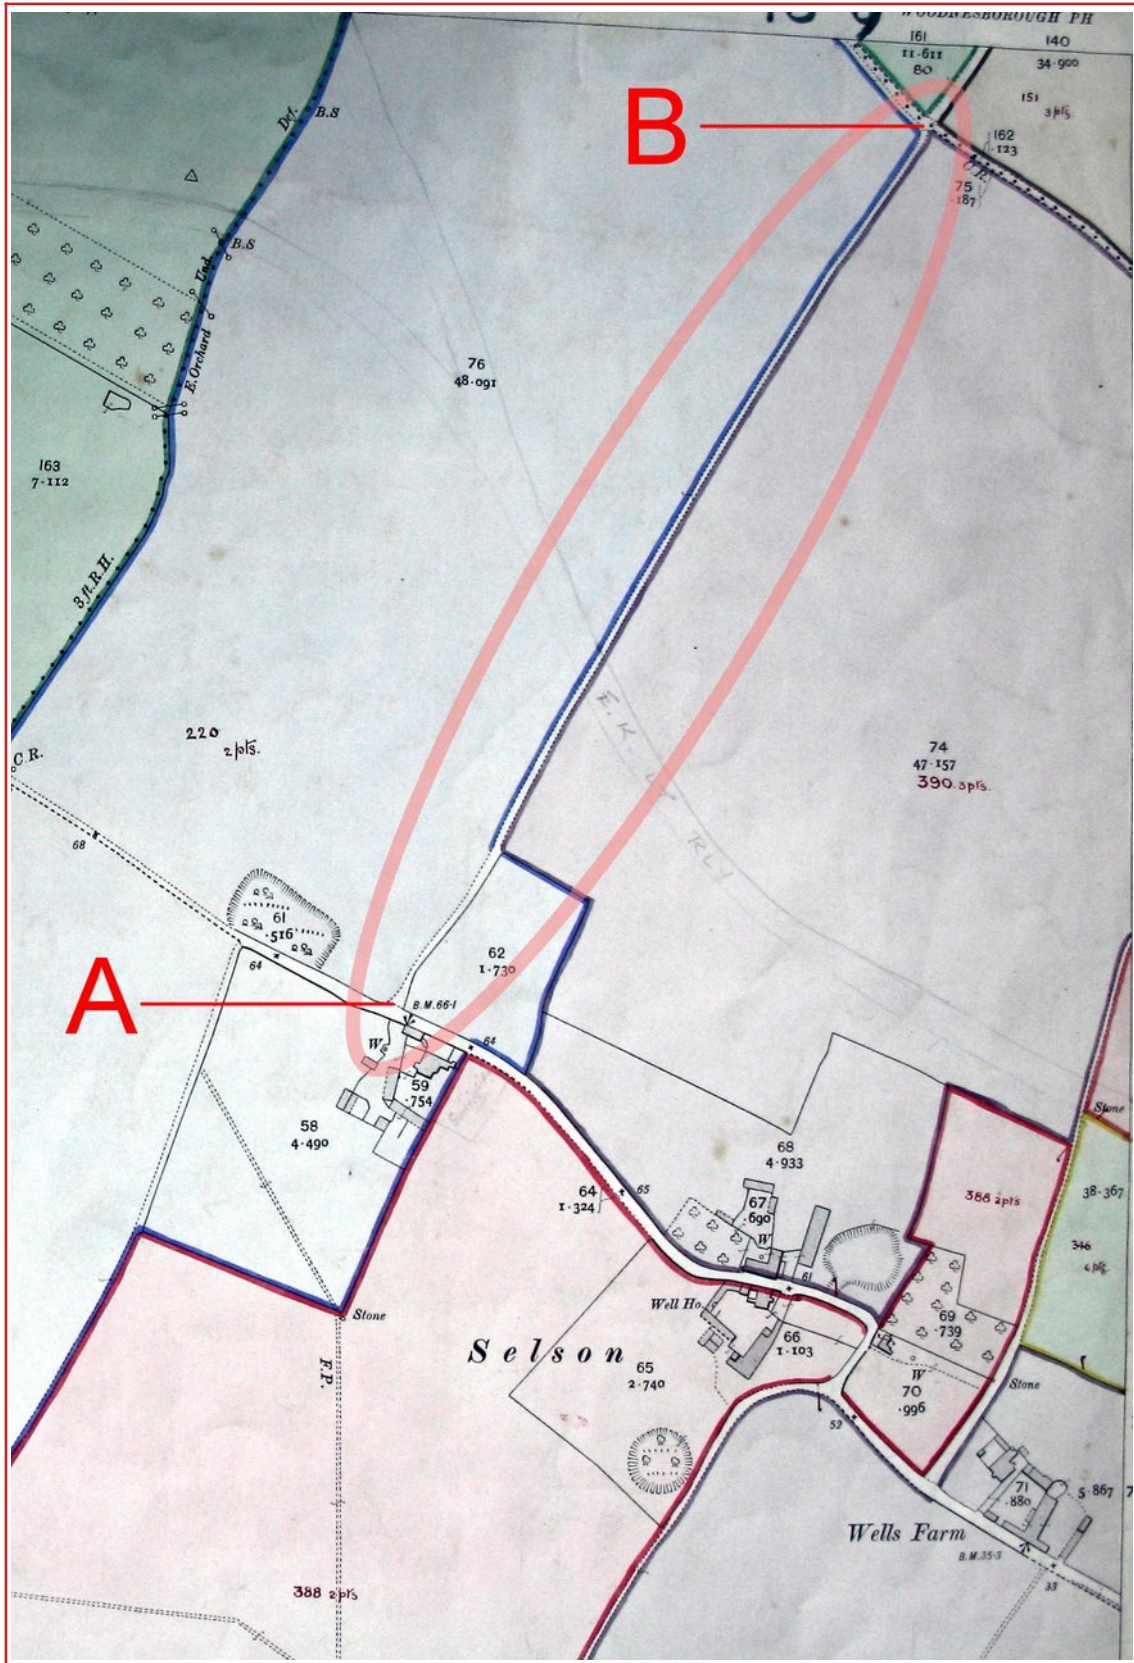 WOODNESBOROUGH PH
161
11·611
80
140
34·900
151
3 pts.
B
162
·123
C.R.
75
·187
Def.
B.S
B.S
Und.
E. Orchard
76
48·091
163
7·112
3 ft. R.H.
E. K. Lt RLY
220
2 pts.
74
47·157
390. 3 pts.
C.R.
68
61
·516
64
62
1·730
A
B.M. 66·1
W
64
59
·754
58
4·490
68
4·933
Stone
64
1·324
65
67
·690
W
388 2 pts
38·367
346
6 pts
61
Well Ho.
Stone
69
·739
66
1·103
Selson
65
2·740
F.P.
W
70
·996
Stone
52
71
·880
5·867
7
Wells Farm
B.M. 35·3
33
388 2 pts